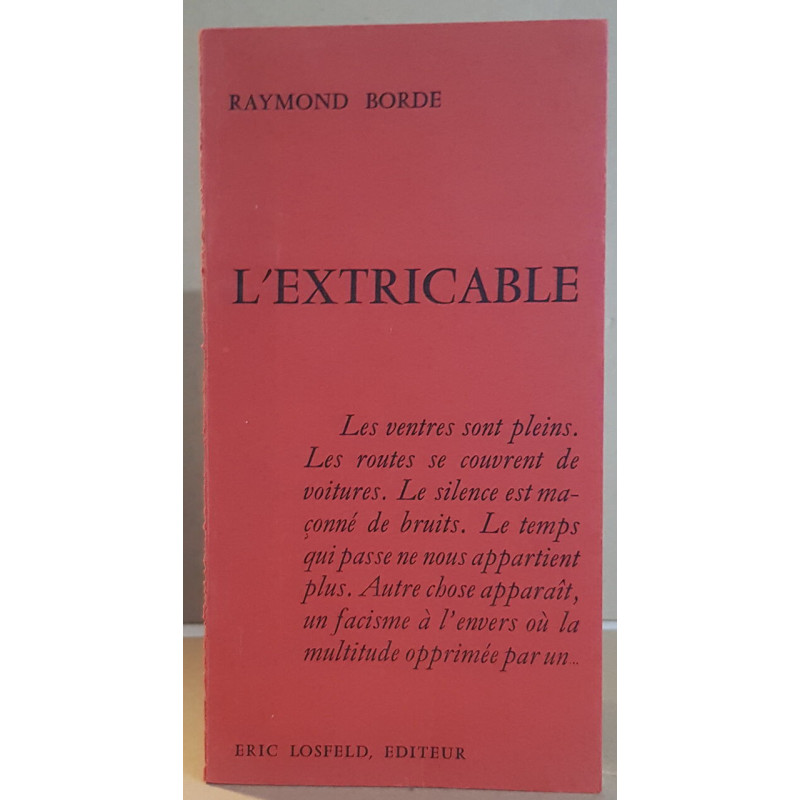 RAYMOND BORDE
L'EXTRICABLE
Les ventres sont pleins.
Les routes se couvrent de
voitures. Le silence est ma-
çonné de bruits. Le temps
qui passe ne nous appartient
plus. Autre chose apparaît,
un facisme à l'envers où la
multitude opprimée par un...
ERIC LOSFELD, EDITEUR